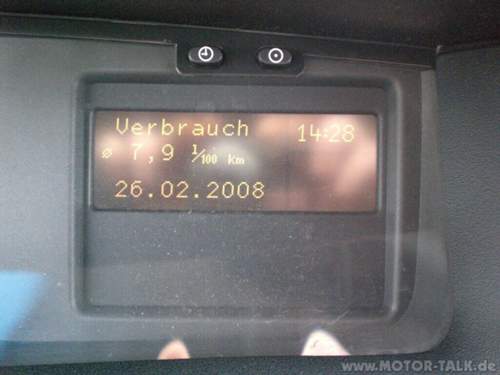 Verbrauch 14:28
ø 7,9 l/100 km
26.02.2008
www.MOTOR-TALK.de